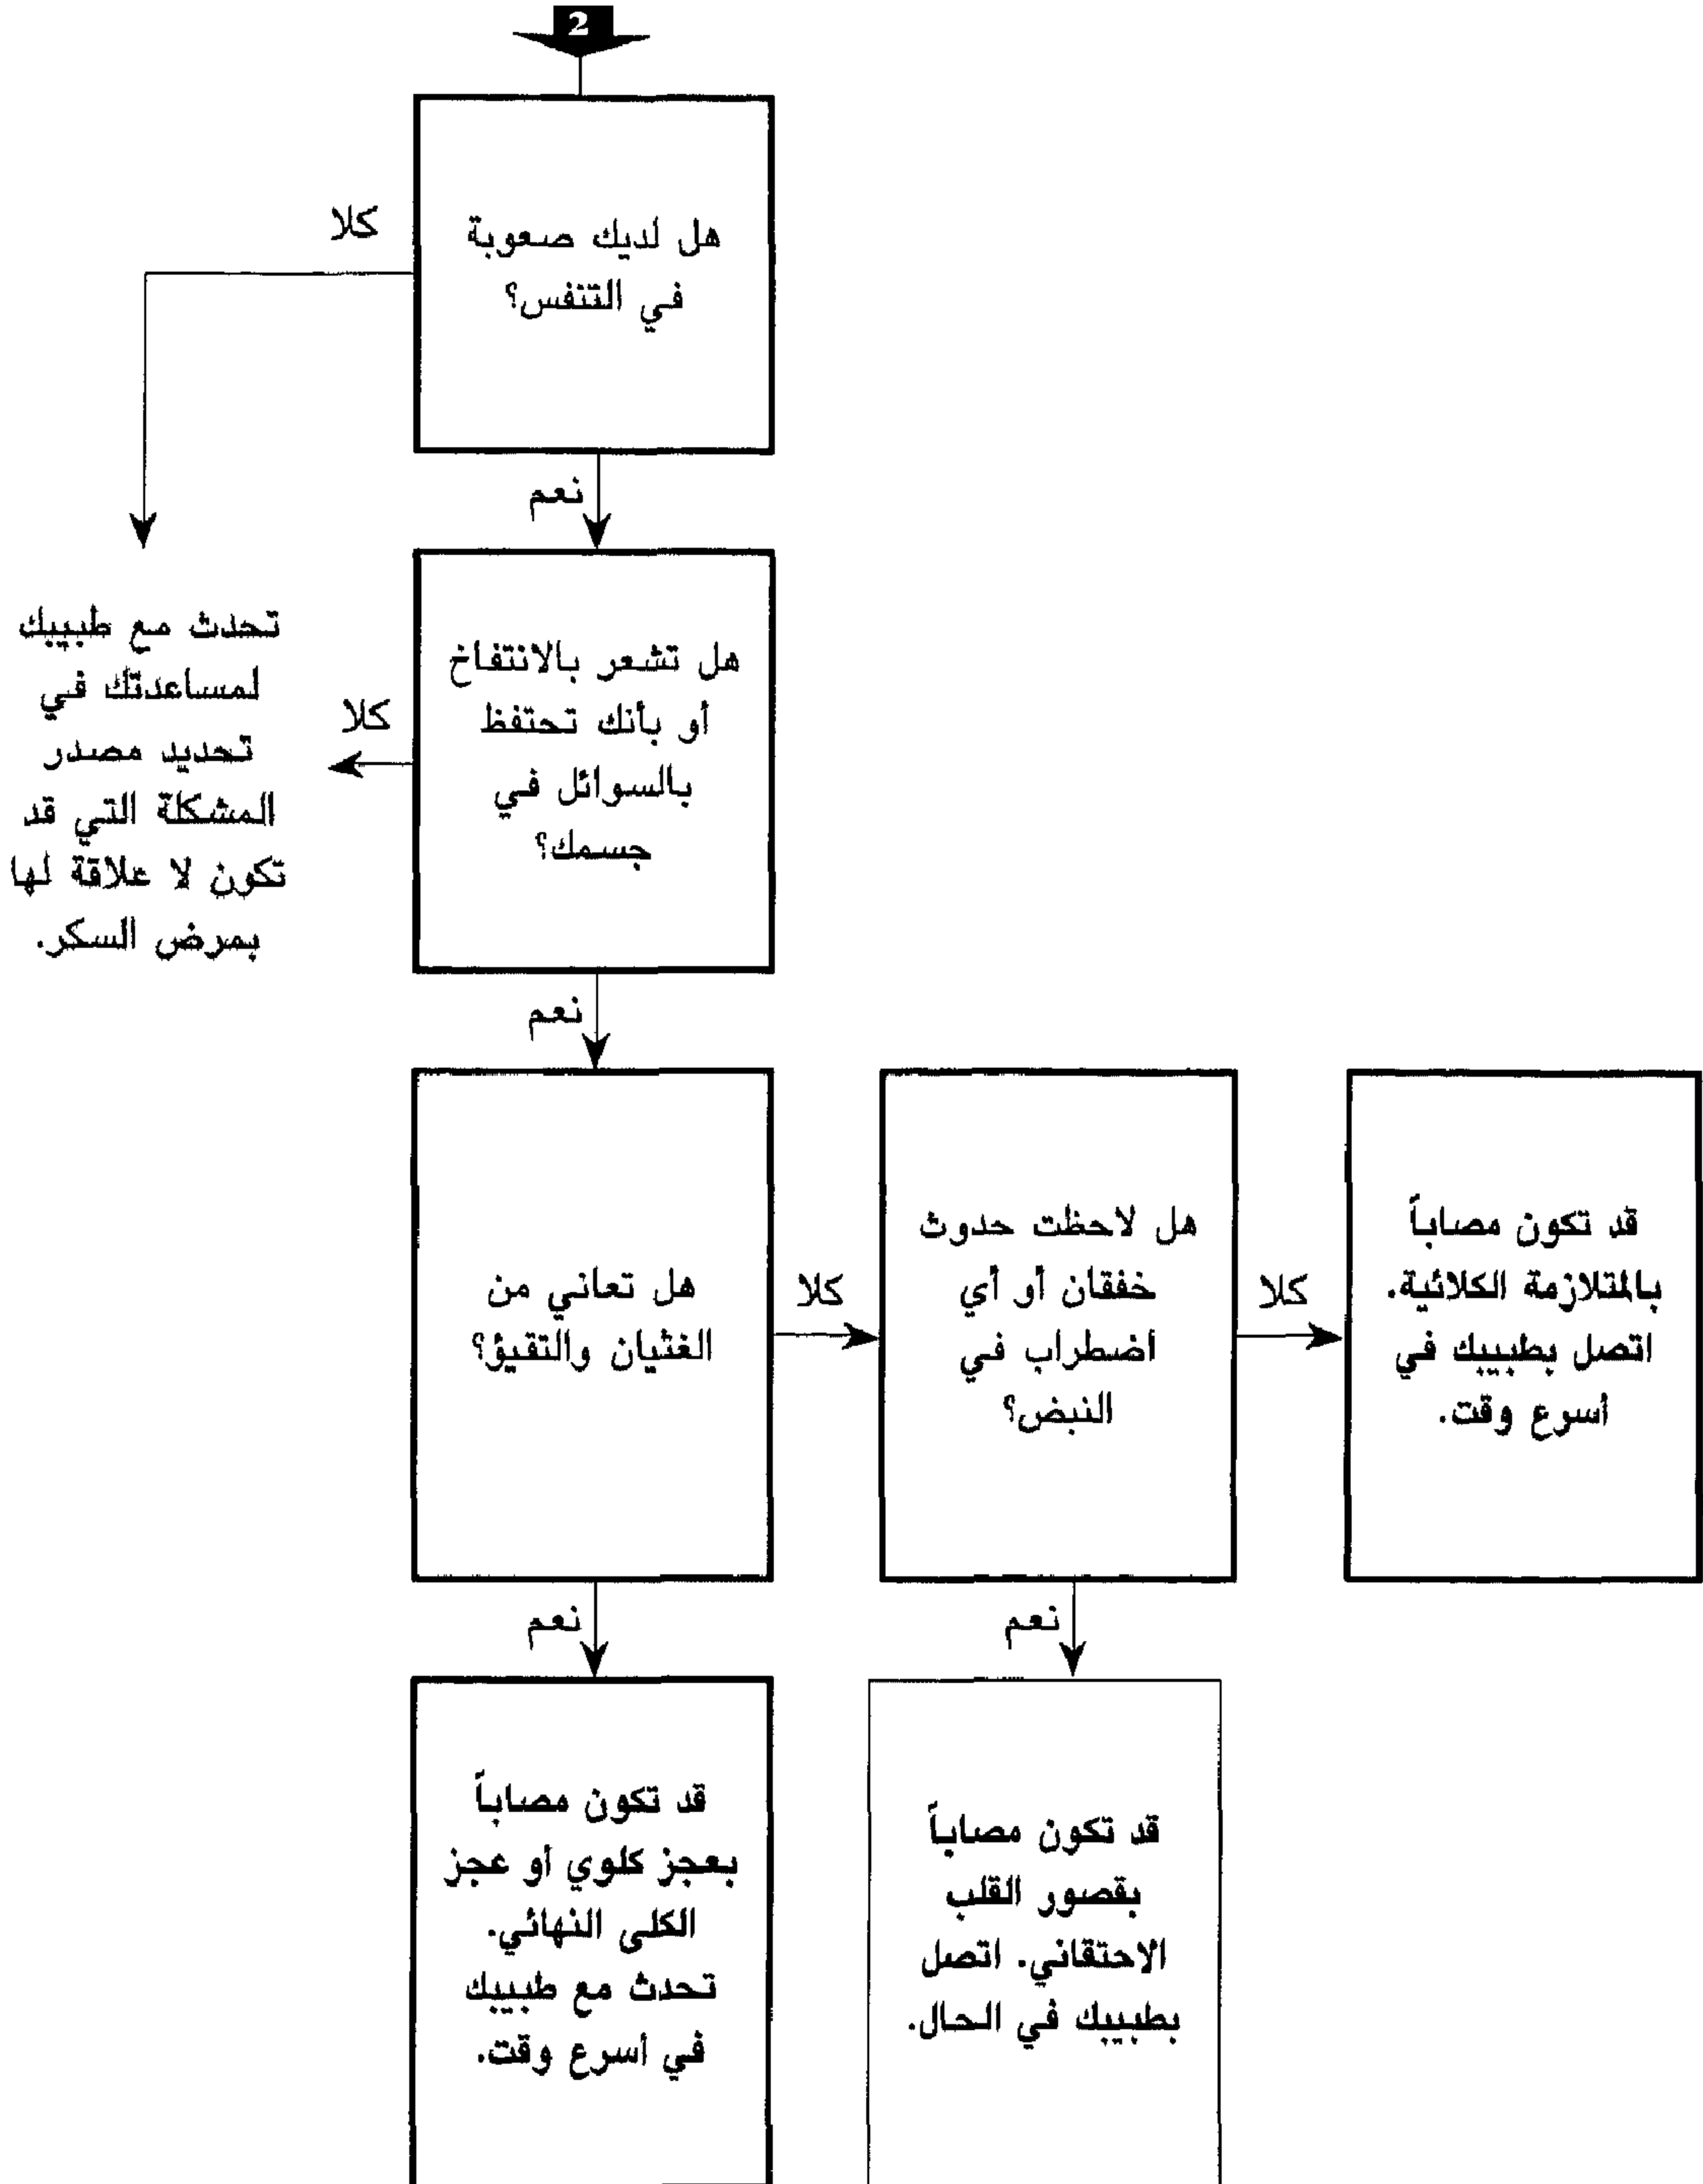 2
هل لديك صعوبة
في التنفس؟
كلا
نعم
هل تشعر بالانتفاخ
أو بأنك تحتفظ
بالسوائل في
جسمك؟
كلا
تحدث مع طبيبك
لمساعدتك في
تحديد مصدر
المشكلة التي قد
تكون لا علاقة لها
بمرض السكر.
نعم
هل تعاني من
الغثيان والتقيؤ؟
كلا
هل لاحظت حدوث
خفقان أو أي
اضطراب في
النبض؟
كلا
قد تكون مصاباً
بالمتلازمة الكلائية.
اتصل بطبيبك في
أسرع وقت.
نعم
قد تكون مصاباً
بعجز كلوي أو عجز
الكلى النهائي.
تحدث مع طبيبك
في أسرع وقت.
نعم
قد تكون مصاباً
بقصور القلب
الاحتقاني. اتصل
بطبيبك في الحال.